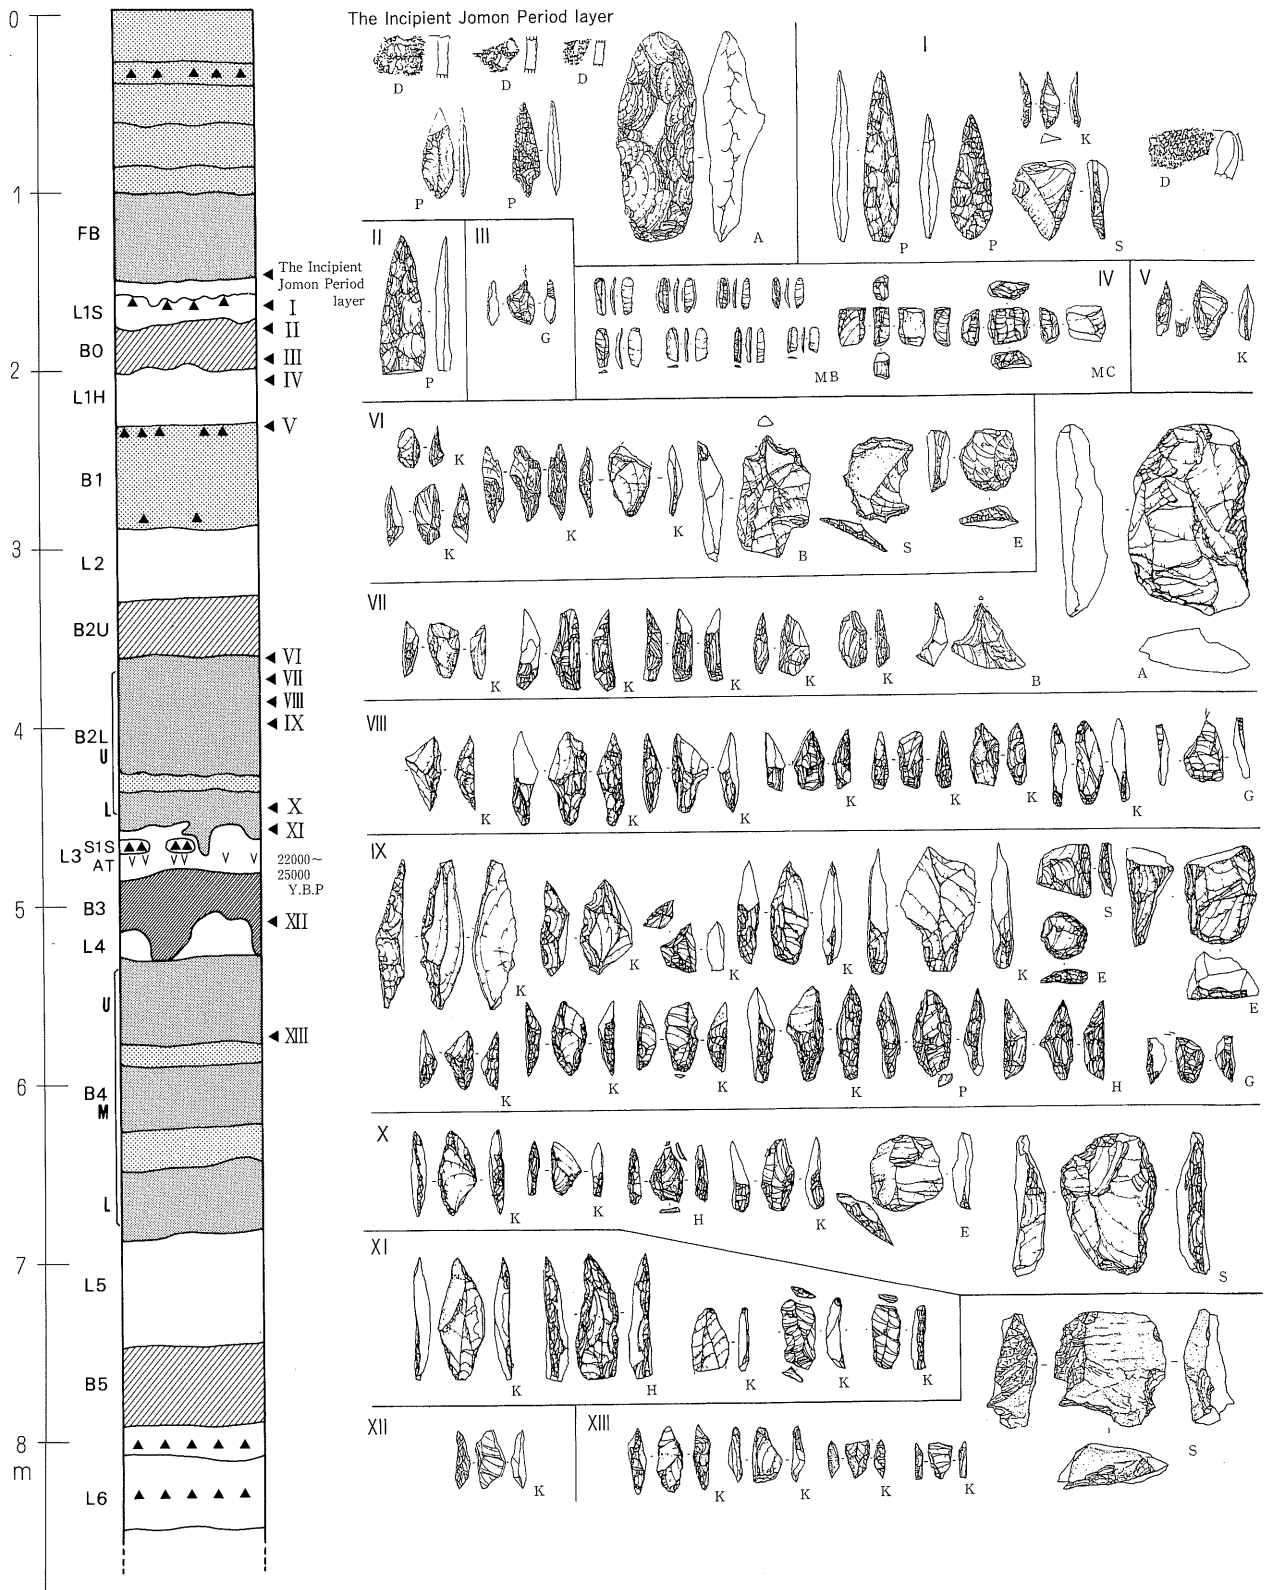 0
1
2
3
4
5
6
7
8
m
FB
L1S
B0
L1H
B1
L2
B2U
B2L
U
L
L3
S1S
AT
B3
L4
U
B4
M
L
L5
B5
L6
The Incipient
Jomon Period
layer
I
II
III
IV
V
VI
VII
VIII
IX
X
XI
22000~
25000
Y.B.P
XII
XIII
The Incipient Jomon Period layer
D
D
D
P
P
A
I
P
P
K
S
D
II
P
III
G
IV
MB
MC
V
K
VI
K
K
K
K
B
S
E
A
VII
K
K
K
K
K
B
VIII
K
K
K
K
K
K
K
G
IX
K
K
K
K
K
S
E
E
K
K
K
K
P
H
G
X
K
K
H
K
E
S
XI
K
H
K
K
K
S
XII
K
XIII
K
K
K
K